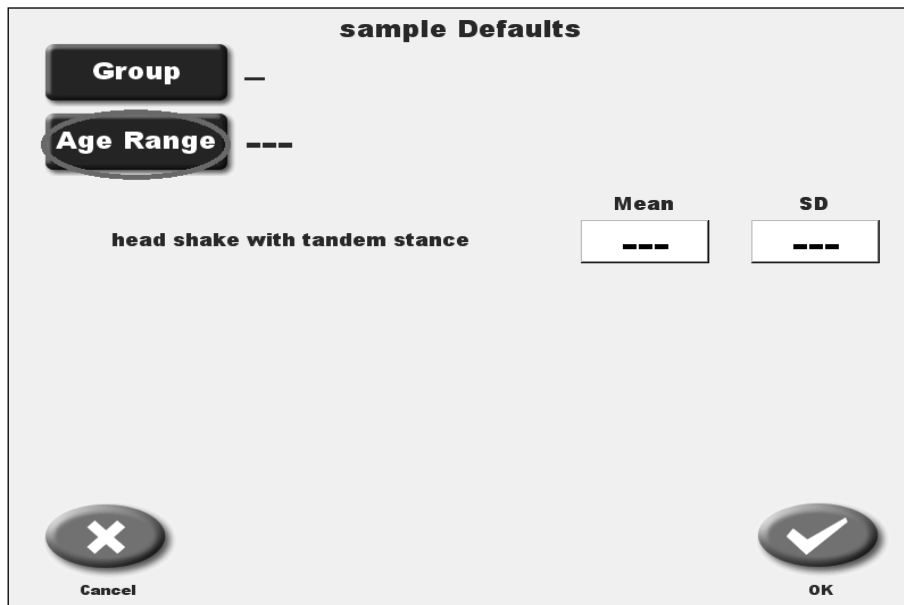 sample Defaults
Group –
Age Range ---
Mean SD
head shake with tandem stance --- ---
Cancel OK